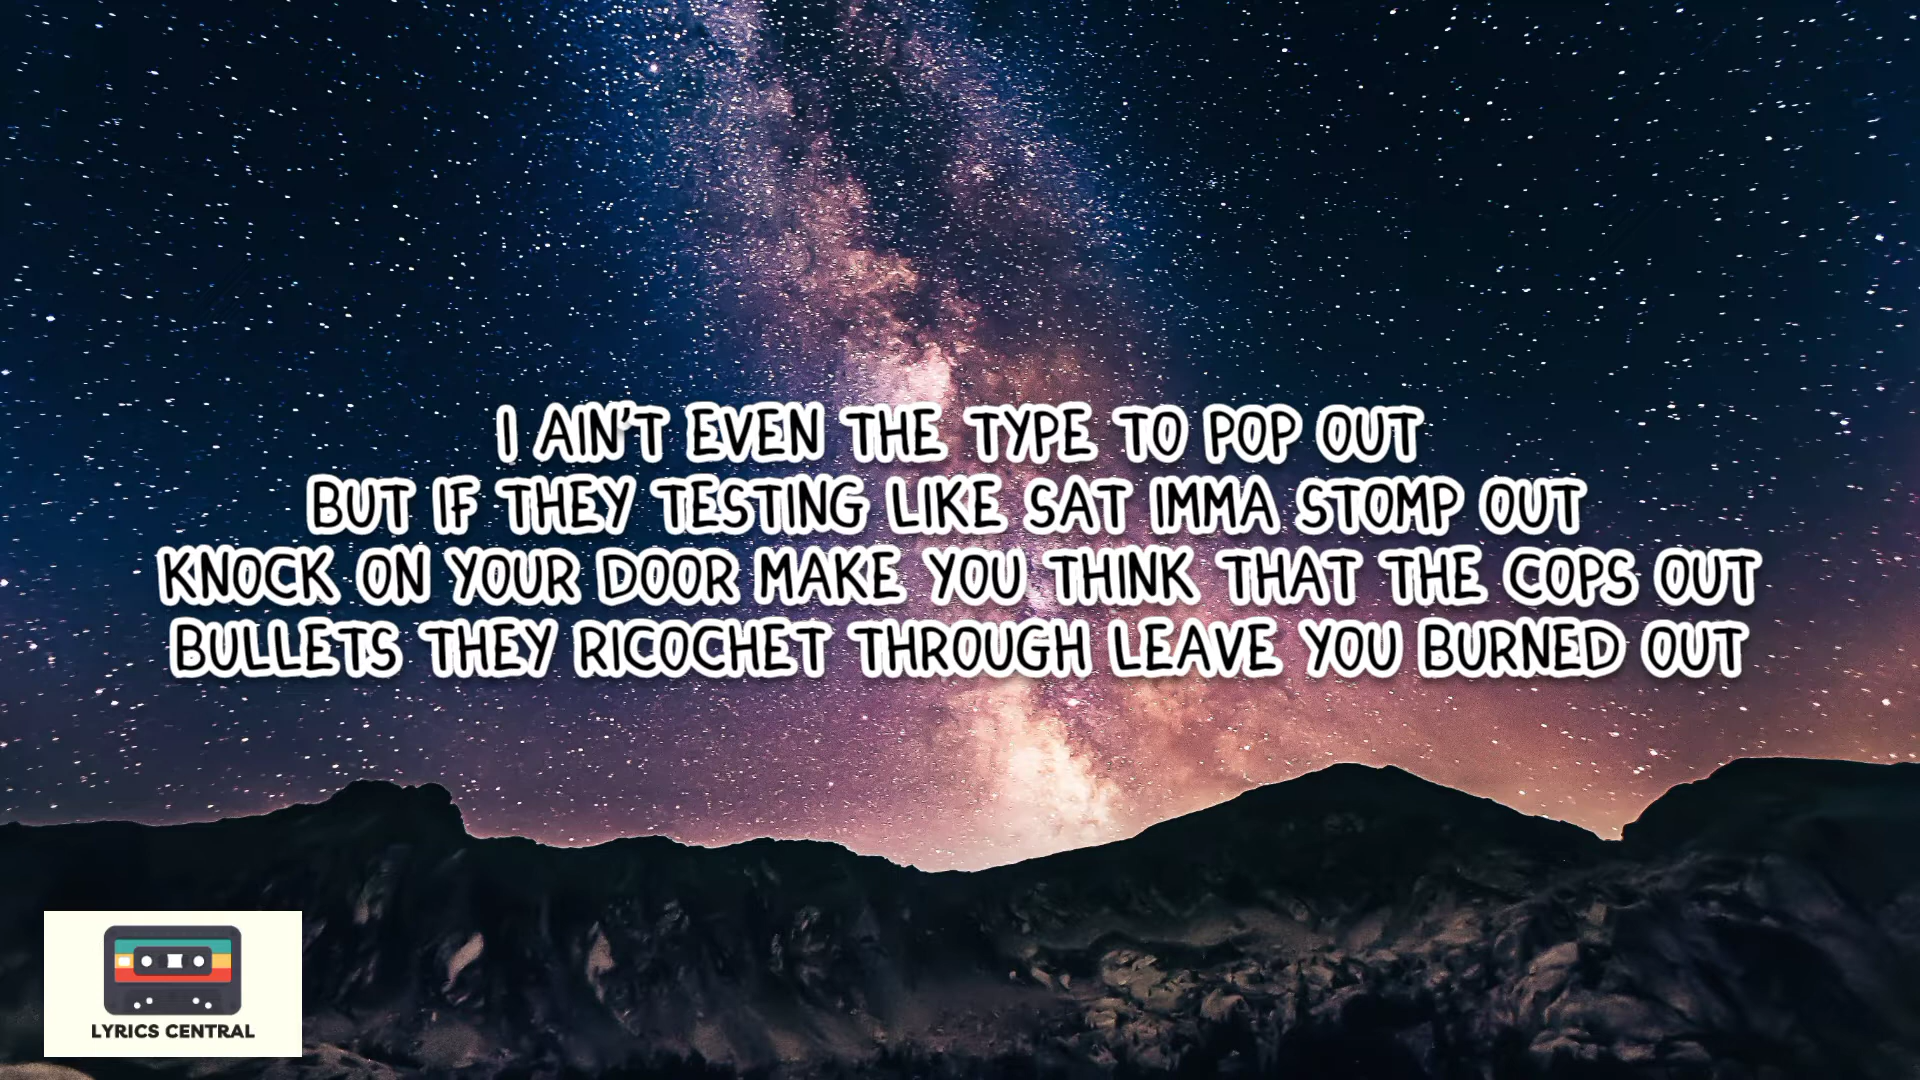 I AIN'T EVEN THE TYPE TO POP OUT
BUT IF THEY TESTING LIKE SAT IMMA STOMP OUT
KNOCK ON YOUR DOOR MAKE YOU THINK THAT THE COPS OUT
BULLETS THEY RICOCHET THROUGH LEAVE YOU BURNED OUT
LYRICS CENTRAL